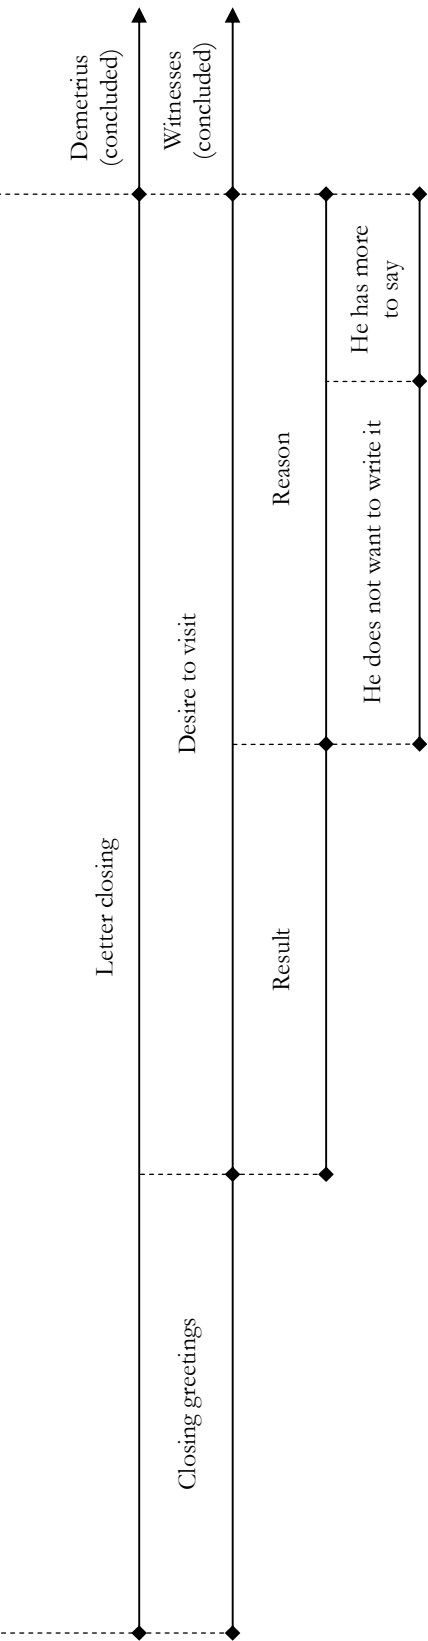 Demetrius
(concluded)
Letter closing
Witnesses
(concluded)
Desire to visit
Closing greetings
Reason
Result
He has more
to say
He does not want to write it